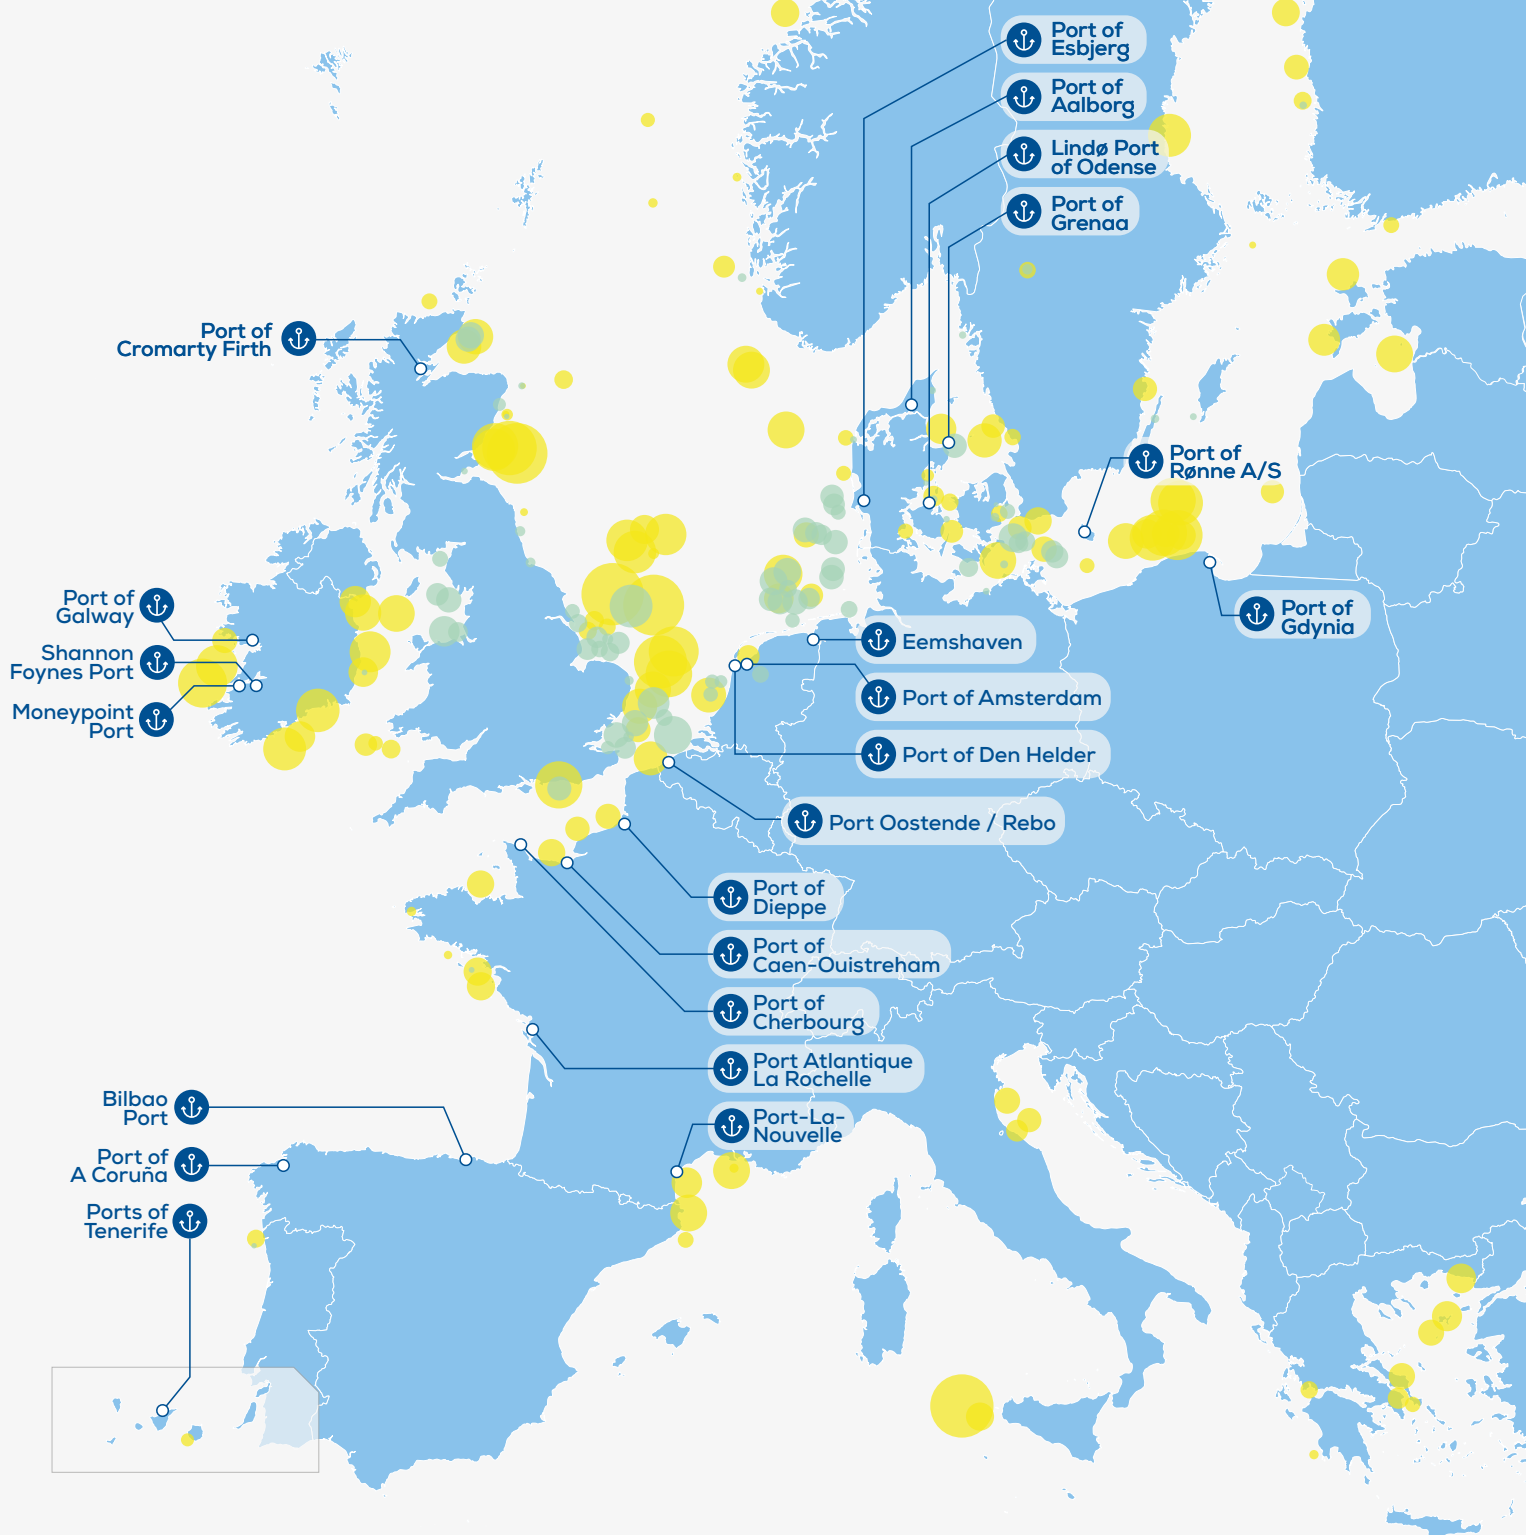 Port of
Esbjerg
Port of
Aalborg
Lindø Port
of Odense
Port of
Grenaa
Port of
Cromarty Firth
Port of
Rønne A/S
Port of
Galway
Shannon
Foynes Port
Moneypoint
Port
Port of
Gdynia
Eemshaven
Port of Amsterdam
Port of Den Helder
Port Oostende / Rebo
Port of
Dieppe
Port of
Caen-Ouistreham
Port of
Cherbourg
Port Atlantique
La Rochelle
Port-La-
Nouvelle
Bilbao
Port
Port of
A Coruña
Ports of
Tenerife